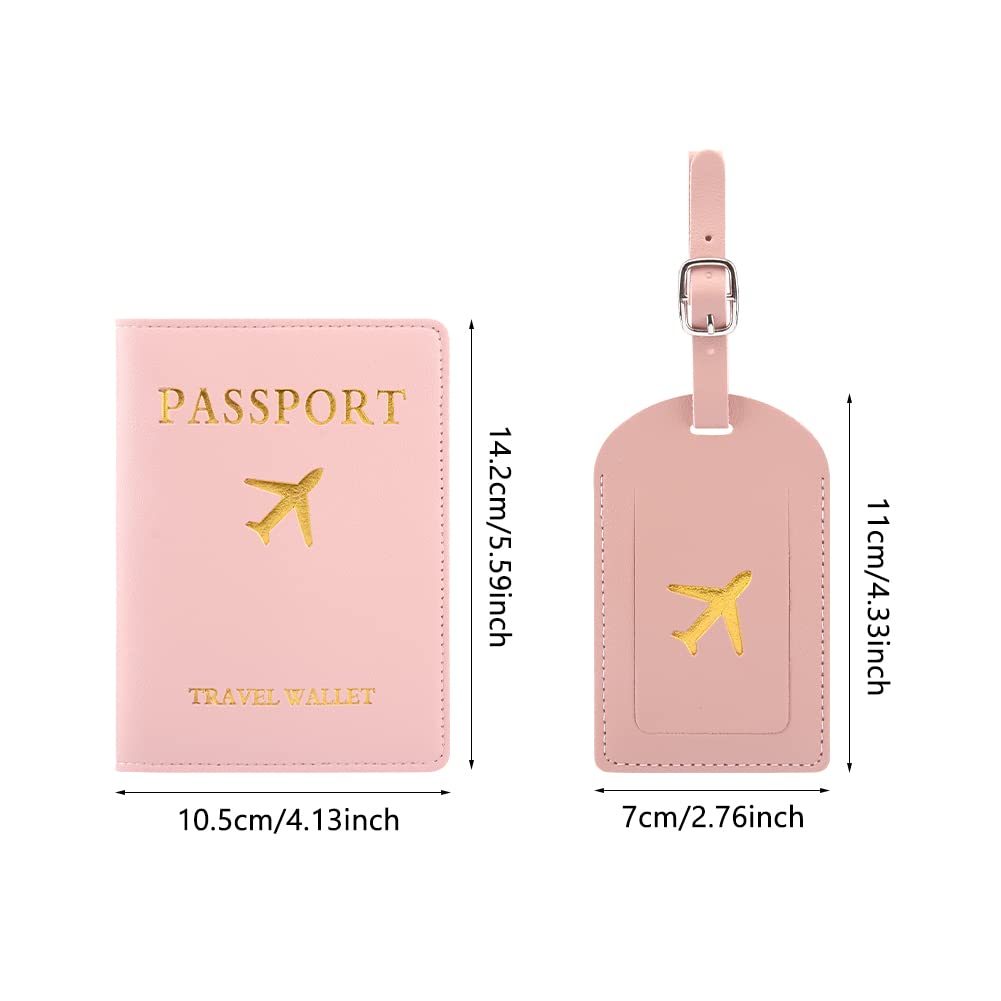 PASSPORT
TRAVEL WALLET
14.2cm/5.59inch
10.5cm/4.13inch
11cm/4.33inch
7cm/2.76inch